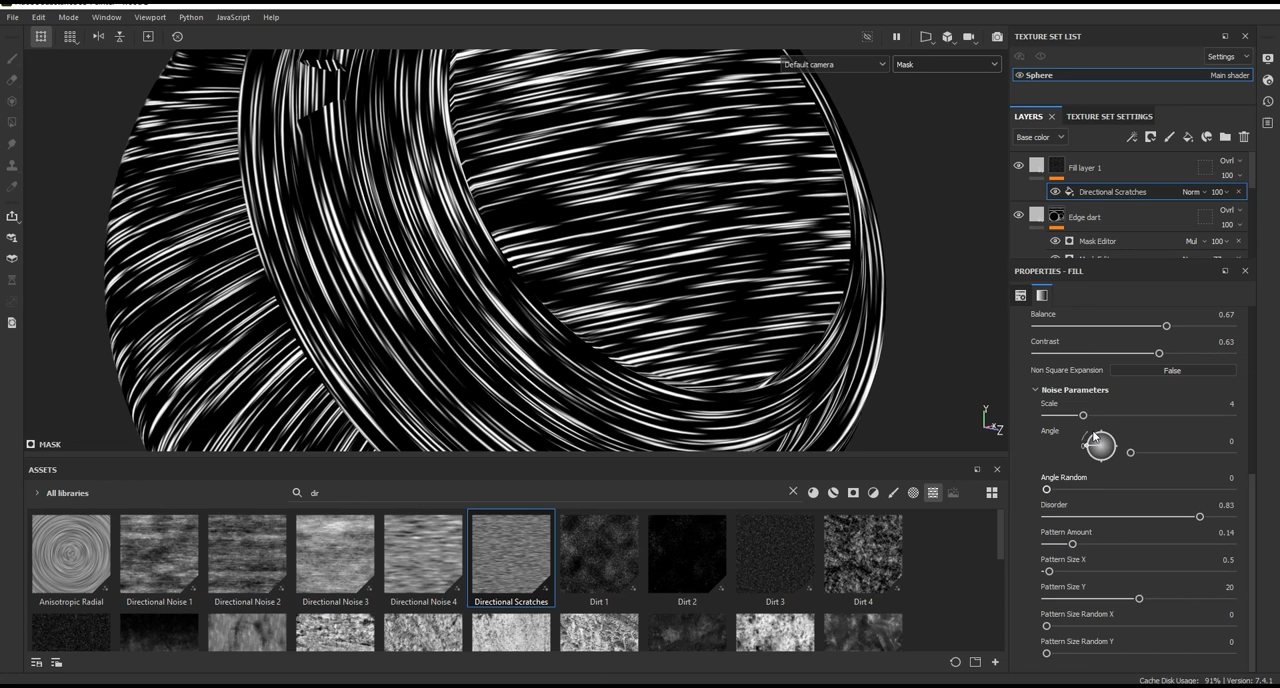 File Edit Mode Window Viewport Python JavaScript Help
Default camera
Mask
MASK
Y
Z
ASSETS
All libraries
dir
Anisotropic Radial
Directional Noise 1
Directional Noise 2
Directional Noise 3
Directional Noise 4
Directional Scratches
Dirt 1
Dirt 2
Dirt 3
Dirt 4
TEXTURE SET LIST
Settings
Sphere
Main shader
LAYERS
TEXTURE SET SETTINGS
Base color
Fill layer 1
Ovrl
100
Directional Scratches
Norm
100
Edge dart
Ovrl
100
Mask Editor
Mul
100
PROPERTIES - FILL
Balance
0.67
Contrast
0.63
Non Square Expansion
False
Noise Parameters
Scale
4
Angle
0
Angle Random
0
Disorder
0.83
Pattern Amount
0.14
Pattern Size X
0.5
Pattern Size Y
20
Pattern Size Random X
0
Pattern Size Random Y
0
Cache Disk Usage: 91% | Version: 7.4.1